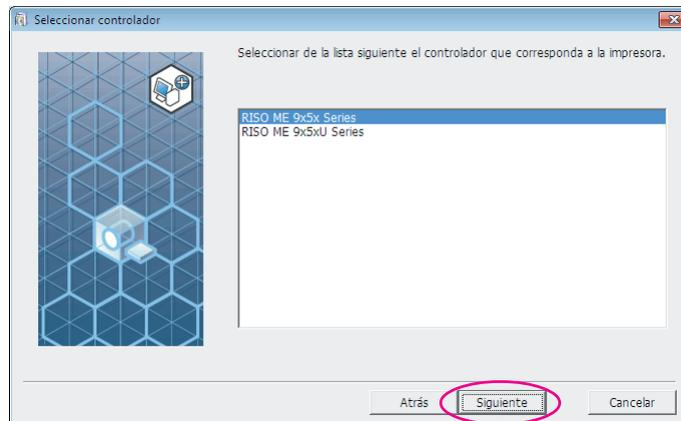 Seleccionar controlador
Seleccionar de la lista siguiente el controlador que corresponda a la impresora.
RISO ME 9x5x Series
RISO ME 9x5xU Series
Atrás
Siguiente
Cancelar